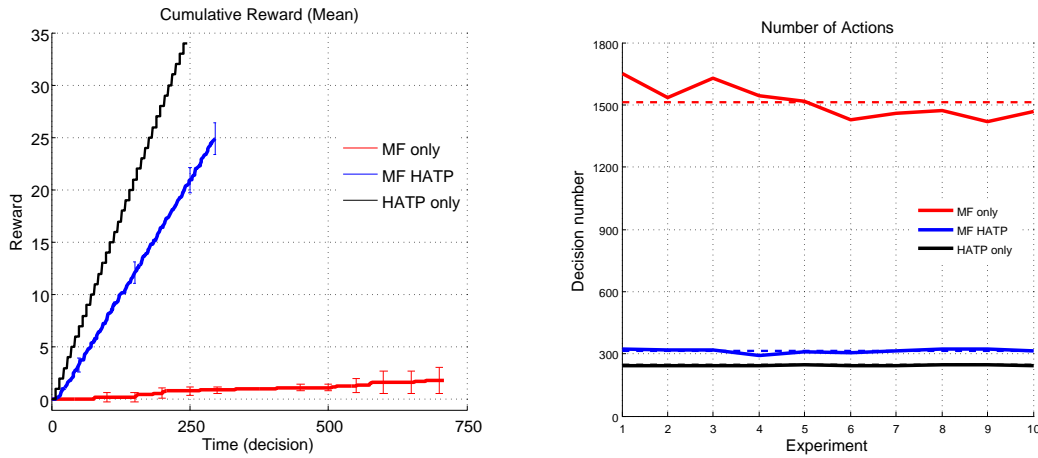 Cumulative Reward (Mean)
35
30
25
20
15
10
5
0
Reward
0
250
500
750
Time (decision)
MF only
MF HATP
HATP only
Number of Actions
1800
1500
1200
900
600
300
0
Decision number
1
2
3
4
5
6
7
8
9
10
Experiment
MF only
MF HATP
HATP only